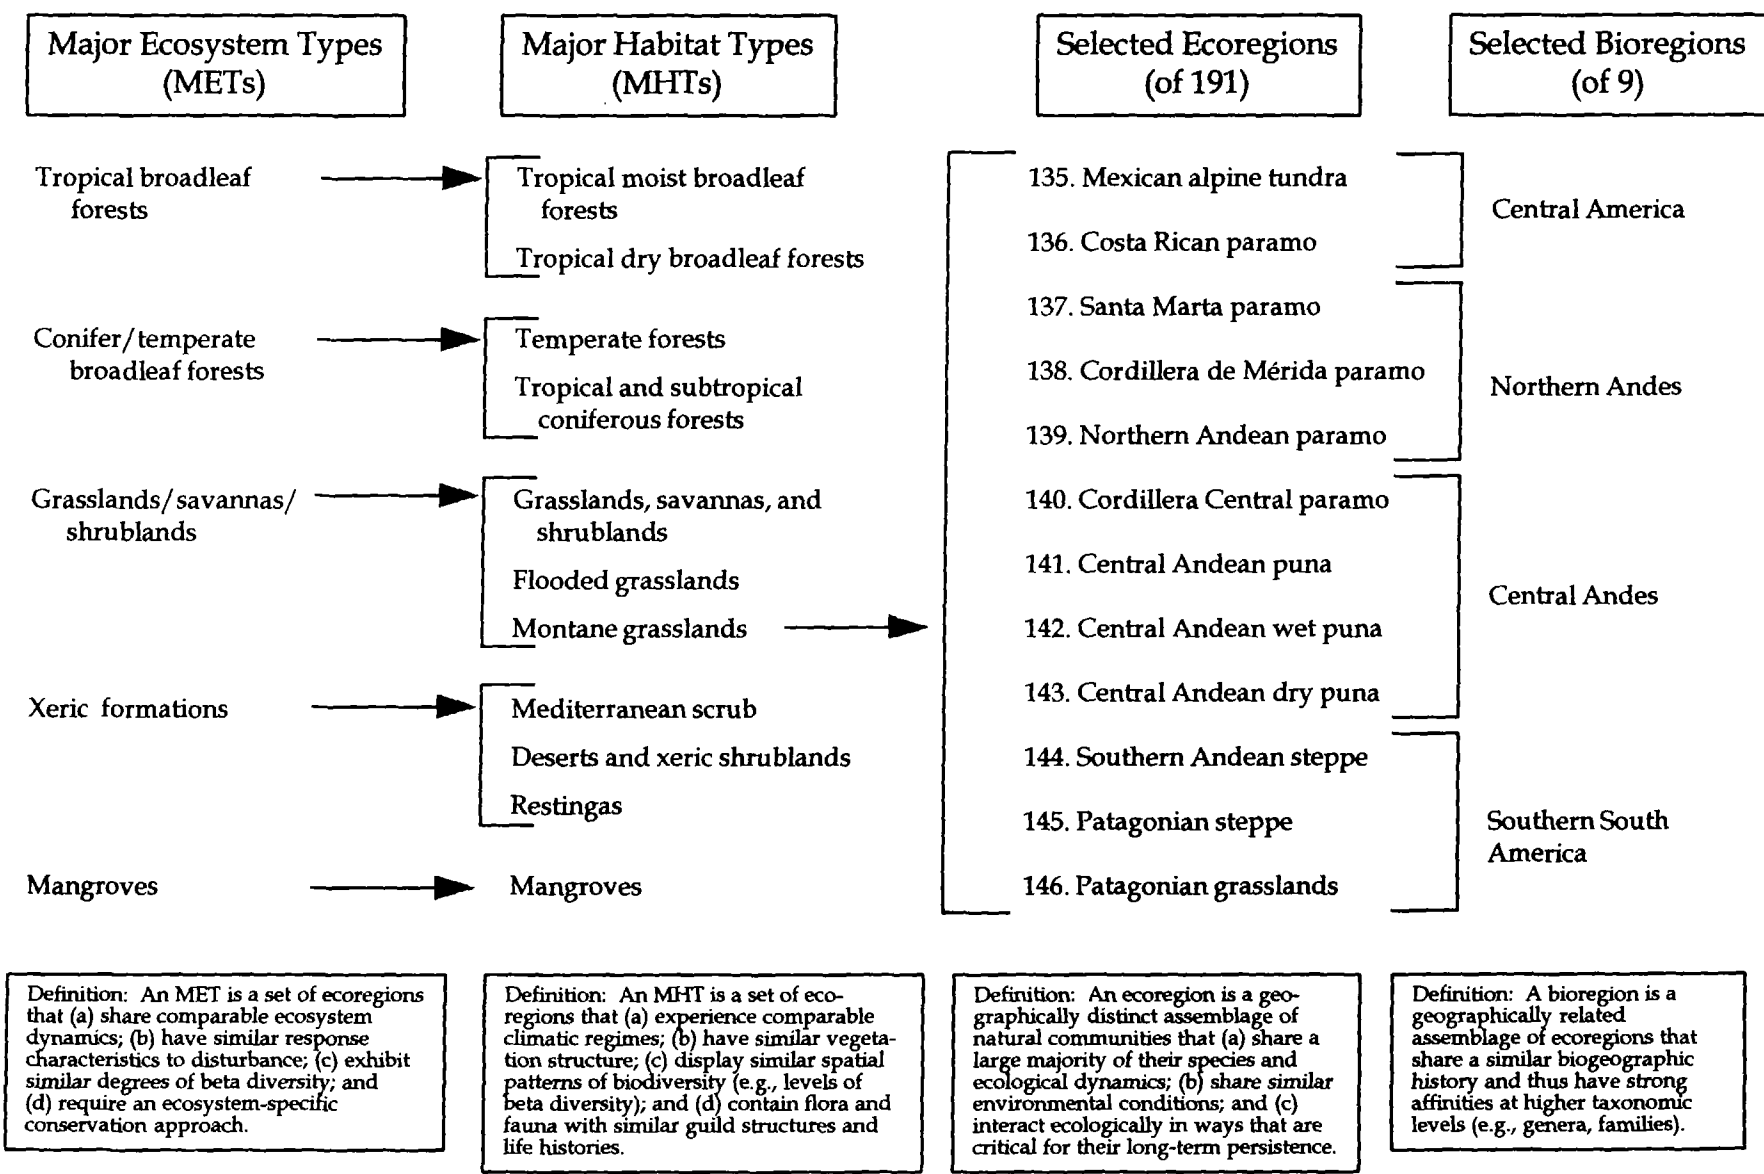 Major Ecosystem Types
(METs)
Major Habitat Types
(MHTs)
Selected Ecoregions
(of 191)
Selected Bioregions
(of 9)
Tropical broadleaf
forests
Tropical moist broadleaf
forests
Tropical dry broadleaf forests
Conifer/temperate
broadleaf forests
Temperate forests
Tropical and subtropical
coniferous forests
Grasslands/savannas/
shrublands
Grasslands, savannas, and
shrublands
Flooded grasslands
Montane grasslands
Xeric formations
Mediterranean scrub
Deserts and xeric shrublands
Restingas
Mangroves
Mangroves
135. Mexican alpine tundra
136. Costa Rican paramo
137. Santa Marta paramo
138. Cordillera de Mérida paramo
139. Northern Andean paramo
140. Cordillera Central paramo
141. Central Andean puna
142. Central Andean wet puna
143. Central Andean dry puna
144. Southern Andean steppe
145. Patagonian steppe
146. Patagonian grasslands
Central America
Northern Andes
Central Andes
Southern South
America
Definition: An MET is a set of ecoregions
that (a) share comparable ecosystem
dynamics; (b) have similar response
characteristics to disturbance; (c) exhibit
similar degrees of beta diversity; and
(d) require an ecosystem-specific
conservation approach.
Definition: An MHT is a set of eco-
regions that (a) experience comparable
climatic regimes; (b) have similar vegeta-
tion structure; (c) display similar spatial
patterns of biodiversity (e.g., levels of
beta diversity); and (d) contain flora and
fauna with similar guild structures and
life histories.
Definition: An ecoregion is a geo-
graphically distinct assemblage of
natural communities that (a) share a
large majority of their species and
ecological dynamics; (b) share similar
environmental conditions; and (c)
interact ecologically in ways that are
critical for their long-term persistence.
Definition: A bioregion is a
geographically related
assemblage of ecoregions that
share a similar biogeographic
history and thus have strong
affinities at higher taxonomic
levels (e.g., genera, families).